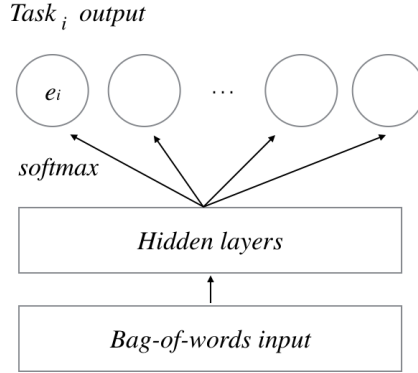 Task i output
ei
...
softmax
Hidden layers
Bag-of-words input